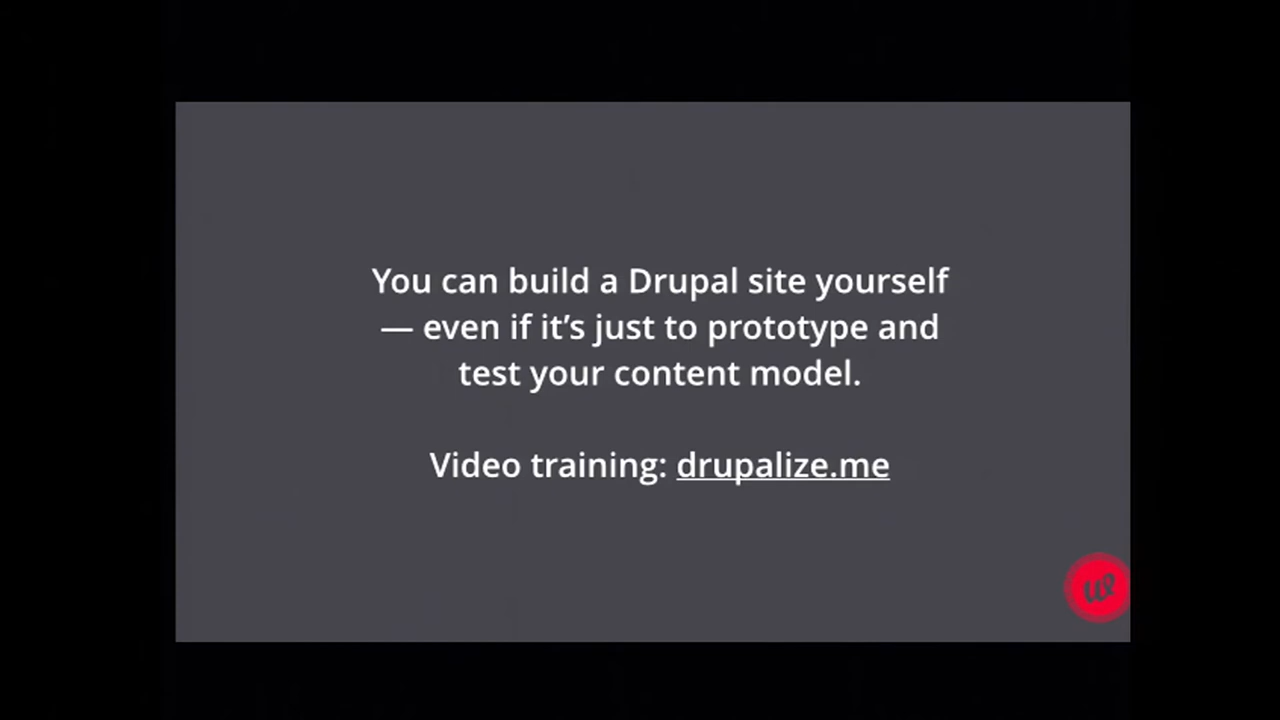 You can build a Drupal site yourself
— even if it’s just to prototype and
test your content model.
Video training: drupalize.me